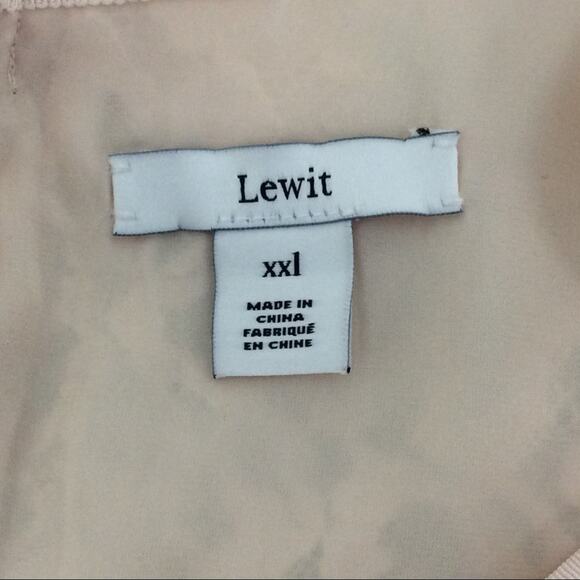 Lewit
xxl
MADE IN
CHINA
FABRIQUÉ
EN CHINE